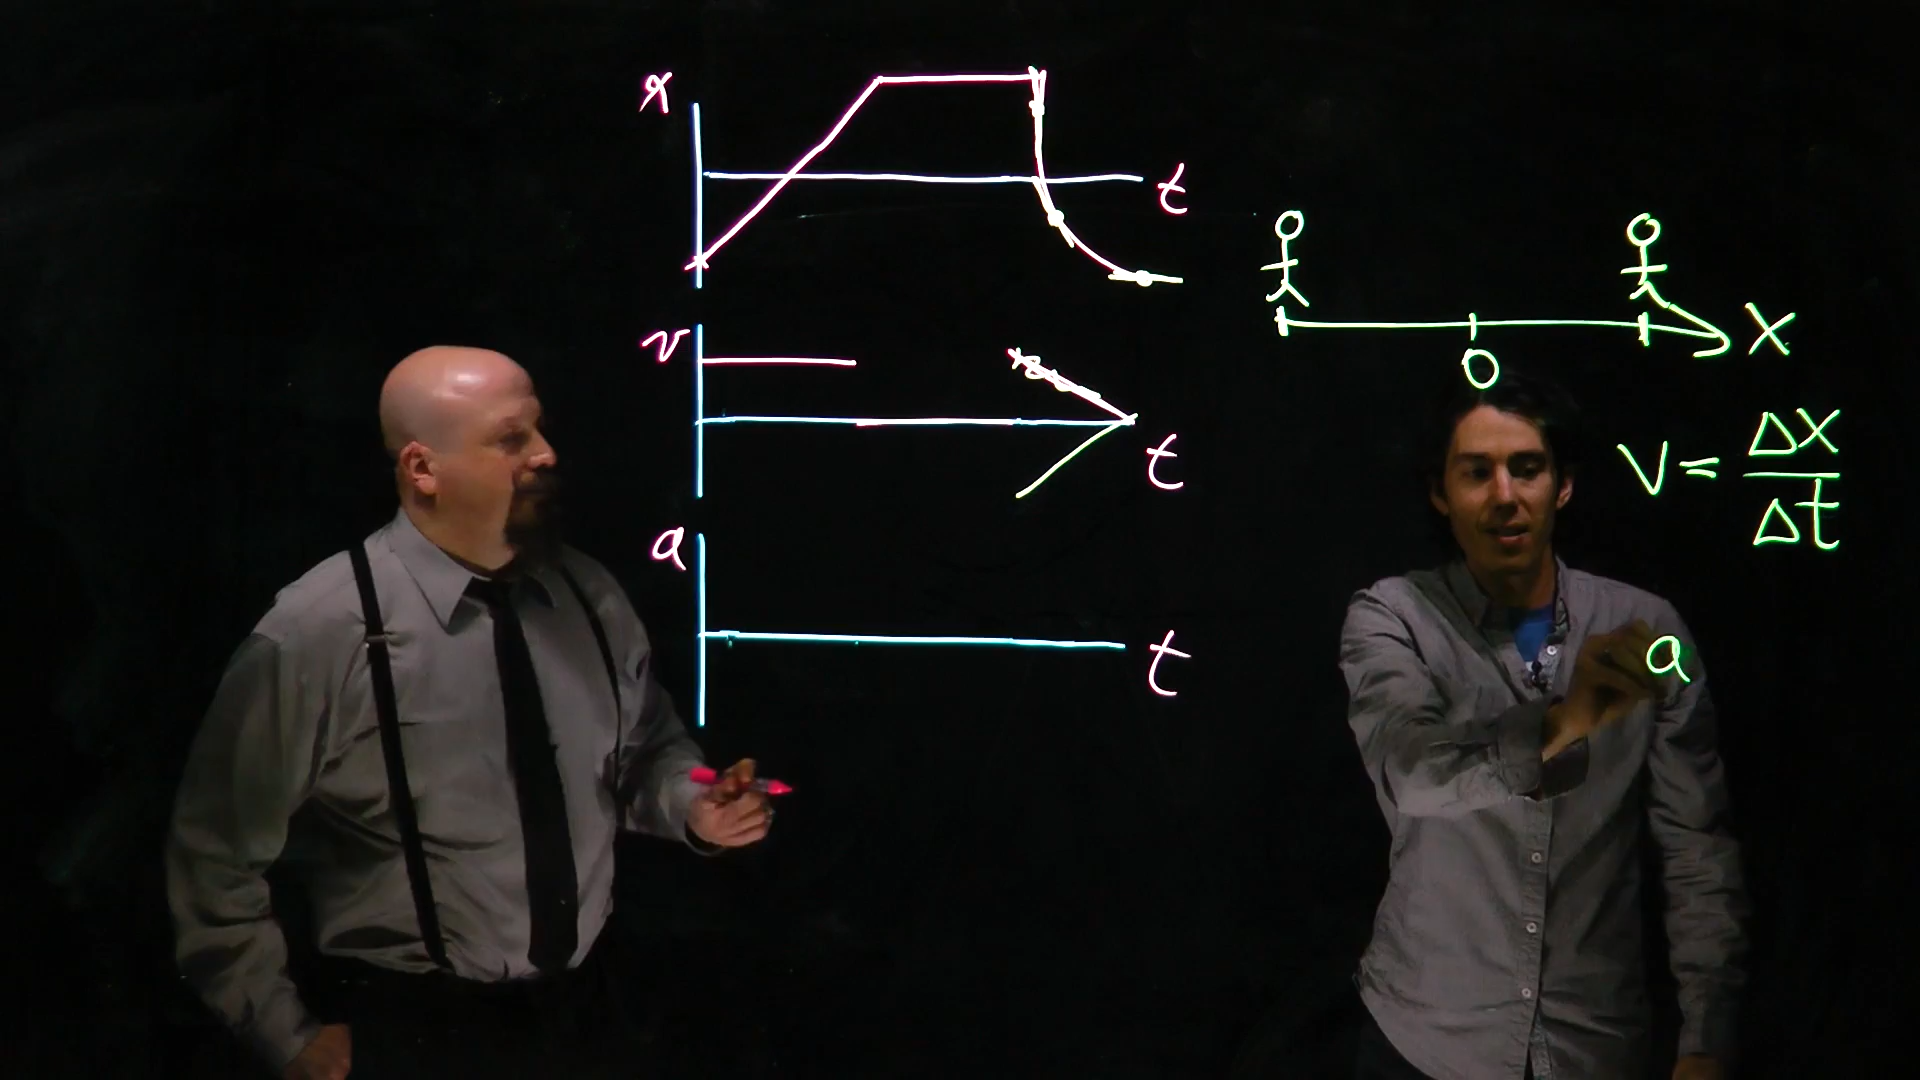 x
t
v
t
a
t
0
X
V = ΔX
Δt
a